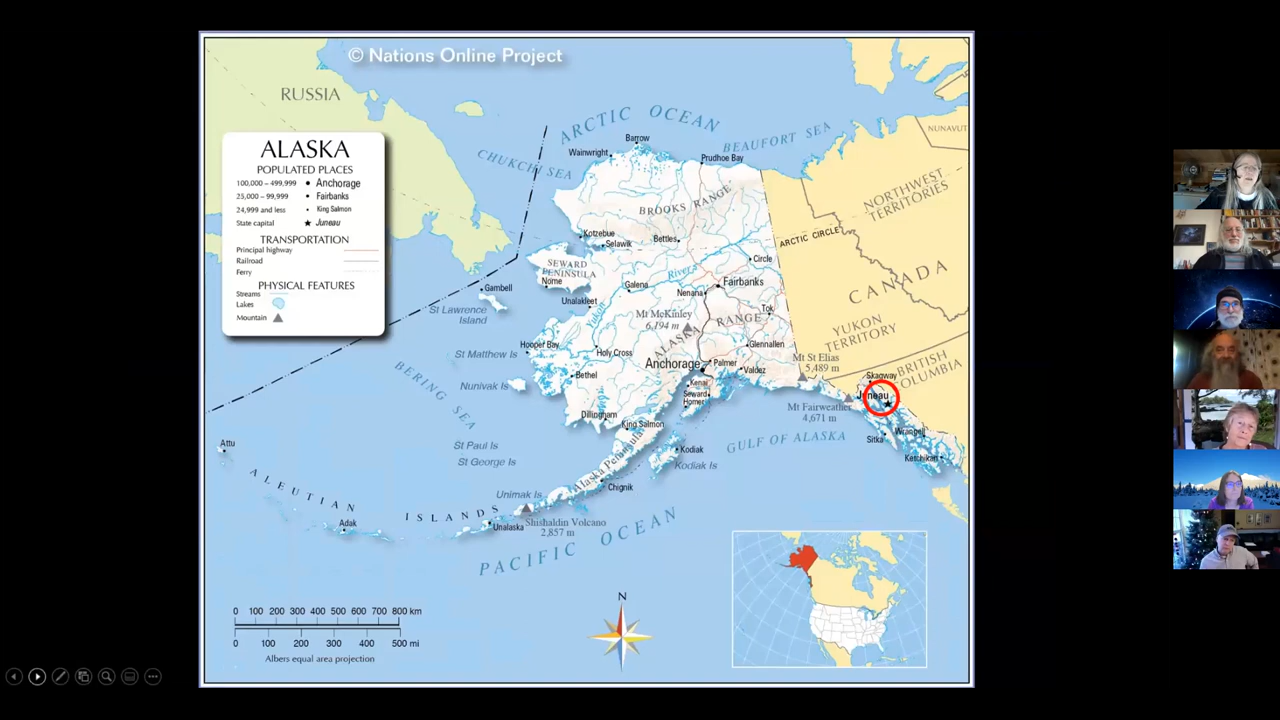 © Nations Online Project
RUSSIA
ARCTIC OCEAN
BEAUFORT SEA
CHUKCHI SEA
NUNAVUT
NORTHWEST
TERRITORIES
CANADA
YUKON
TERRITORY
BRITISH
COLUMBIA
ALASKA
POPULATED PLACES
100,000 – 499,999 Anchorage
25,000 – 99,999 Fairbanks
24,999 and less King Salmon
State capital Juneau
TRANSPORTATION
Principal highway
Railroad
Ferry
PHYSICAL FEATURES
Streams
Lakes
Mountain
Barrow
Wainwright
Prudhoe Bay
BROOKS RANGE
Kotzebue
Selawik
Bettles
ARCTIC CIRCLE
Circle
SEWARD
PENINSULA
Nome
Galena
River
Fairbanks
Nenana
Gambell
St Lawrence
Island
Unalakleet
Yukon
Mt McKinley
6,194 m
ALASKA RANGE
Tok
Hooper Bay
St Matthew Is
Holy Cross
Glennallen
Anchorage
Palmer
Valdez
Mt St Elias
5,489 m
Bethel
Nunivak Is
BERING SEA
Kenai
Seward
Homer
Skagway
Juneau
Mt Fairweather
4,671 m
Dillingham
King Salmon
Sitka
Wrangell
Ketchikan
GULF OF ALASKA
Attu
St Paul Is
St George Is
Kodiak
Kodiak Is
Alaska Peninsula
Chignik
ALEUTIAN ISLANDS
Unimak Is
Adak
Unalaska
Shishaldin Volcano
2,857 m
PACIFIC OCEAN
N
0 100 200 300 400 500 600 700 800 km
0 100 200 300 400 500 mi
Albers equal area projection